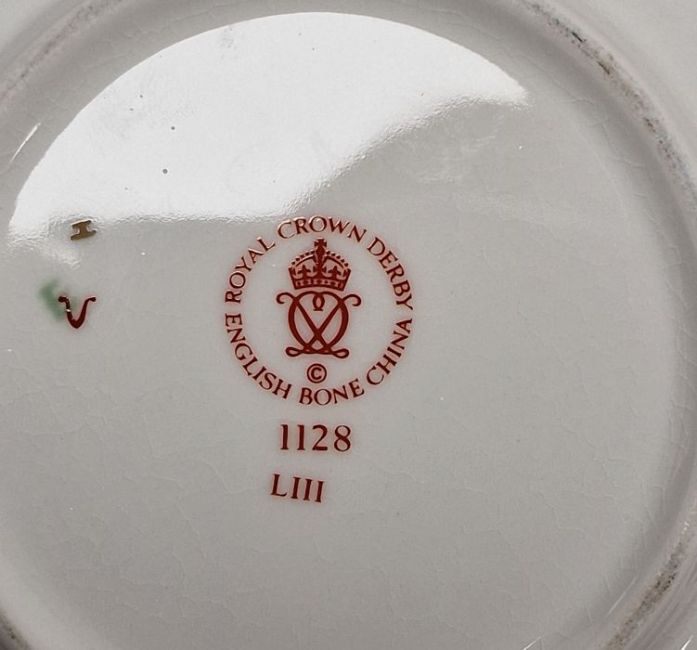 ROYAL CROWN DERBY
ENGLISH BONE CHINA
©
1128
LIII
I
V